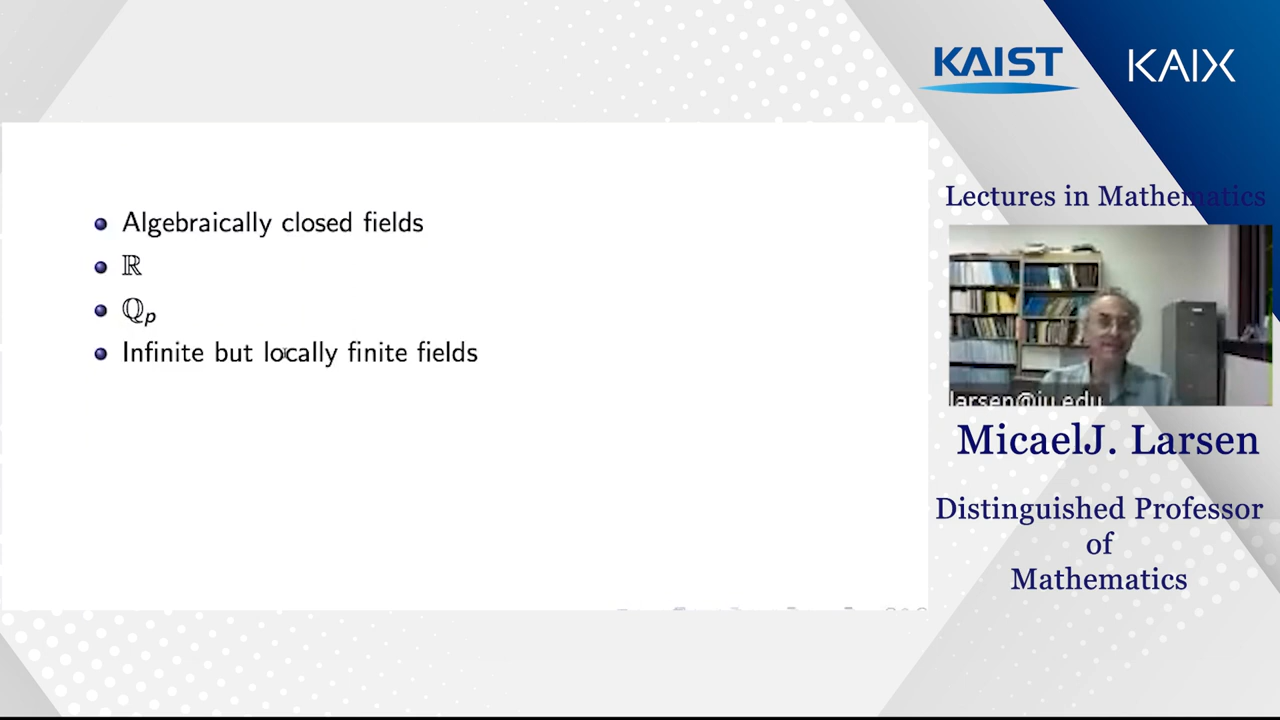 KAIST KAIX
Algebraically closed fields
ℝ
ℚp
Infinite but locally finite fields
Lectures in Mathematics
larsen@iu.edu
MicaelJ. Larsen
Distinguished Professor
of
Mathematics